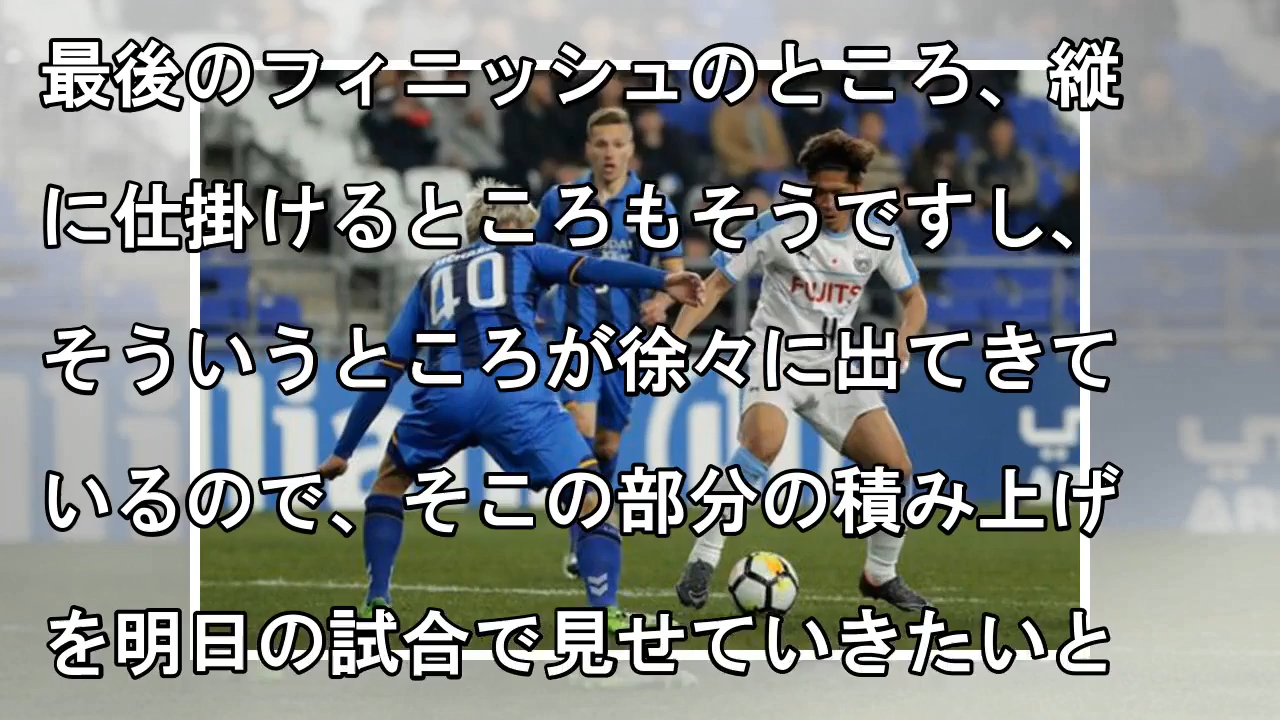 最後のフィニッシュのところ、縦
に仕掛けるところもそうですし、
そういうところが徐々に出てきて
いるので、そこの部分の積み上げ
を明日の試合で見せていきたいと
40
FUJITS